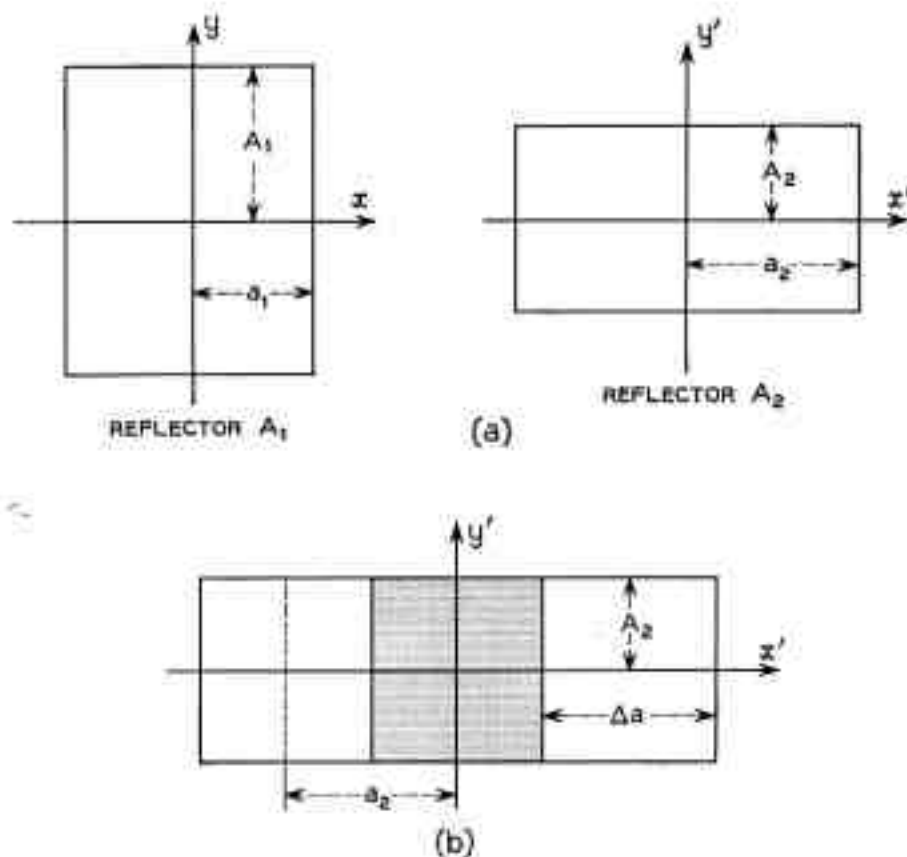 y
A₁
x
a₁
REFLECTOR A₁
y'
A₂
x'
a₂
REFLECTOR A₂
(a)
y'
A₂
x'
Δa
a₂
(b)